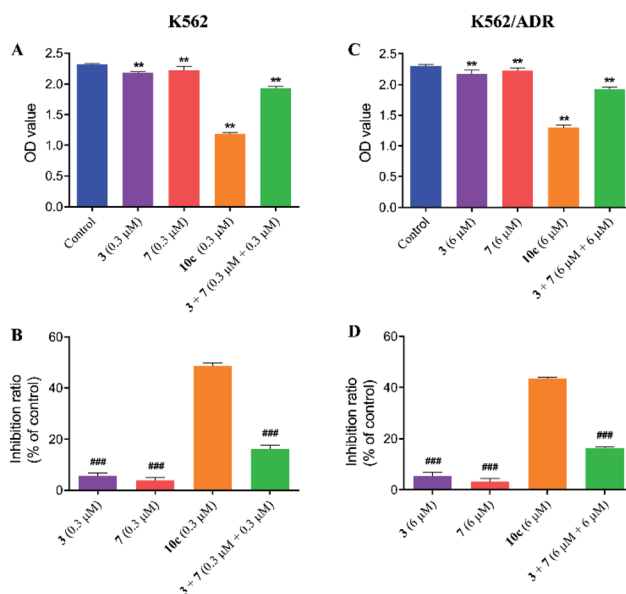 K562
K562/ADR
A
OD value
2.5
2.0
1.5
1.0
0.5
0.0
**
**
**
**
Control
3 (0.3 µM)
7 (0.3 µM)
10c (0.3 µM)
3 + 7 (0.3 µM + 0.3 µM)
C
OD value
2.5
2.0
1.5
1.0
0.5
0.0
**
**
**
**
Control
3 (6 µM)
7 (6 µM)
10c (6 µM)
3 + 7 (6 µM + 6 µM)
B
Inhibition ratio
(% of control)
60
40
20
0
###
###
###
3 (0.3 µM)
7 (0.3 µM)
10c (0.3 µM)
3 + 7 (0.3 µM + 0.3 µM)
D
Inhibition ratio
(% of control)
60
40
20
0
###
###
###
3 (6 µM)
7 (6 µM)
10c (6 µM)
3 + 7 (6 µM + 6 µM)